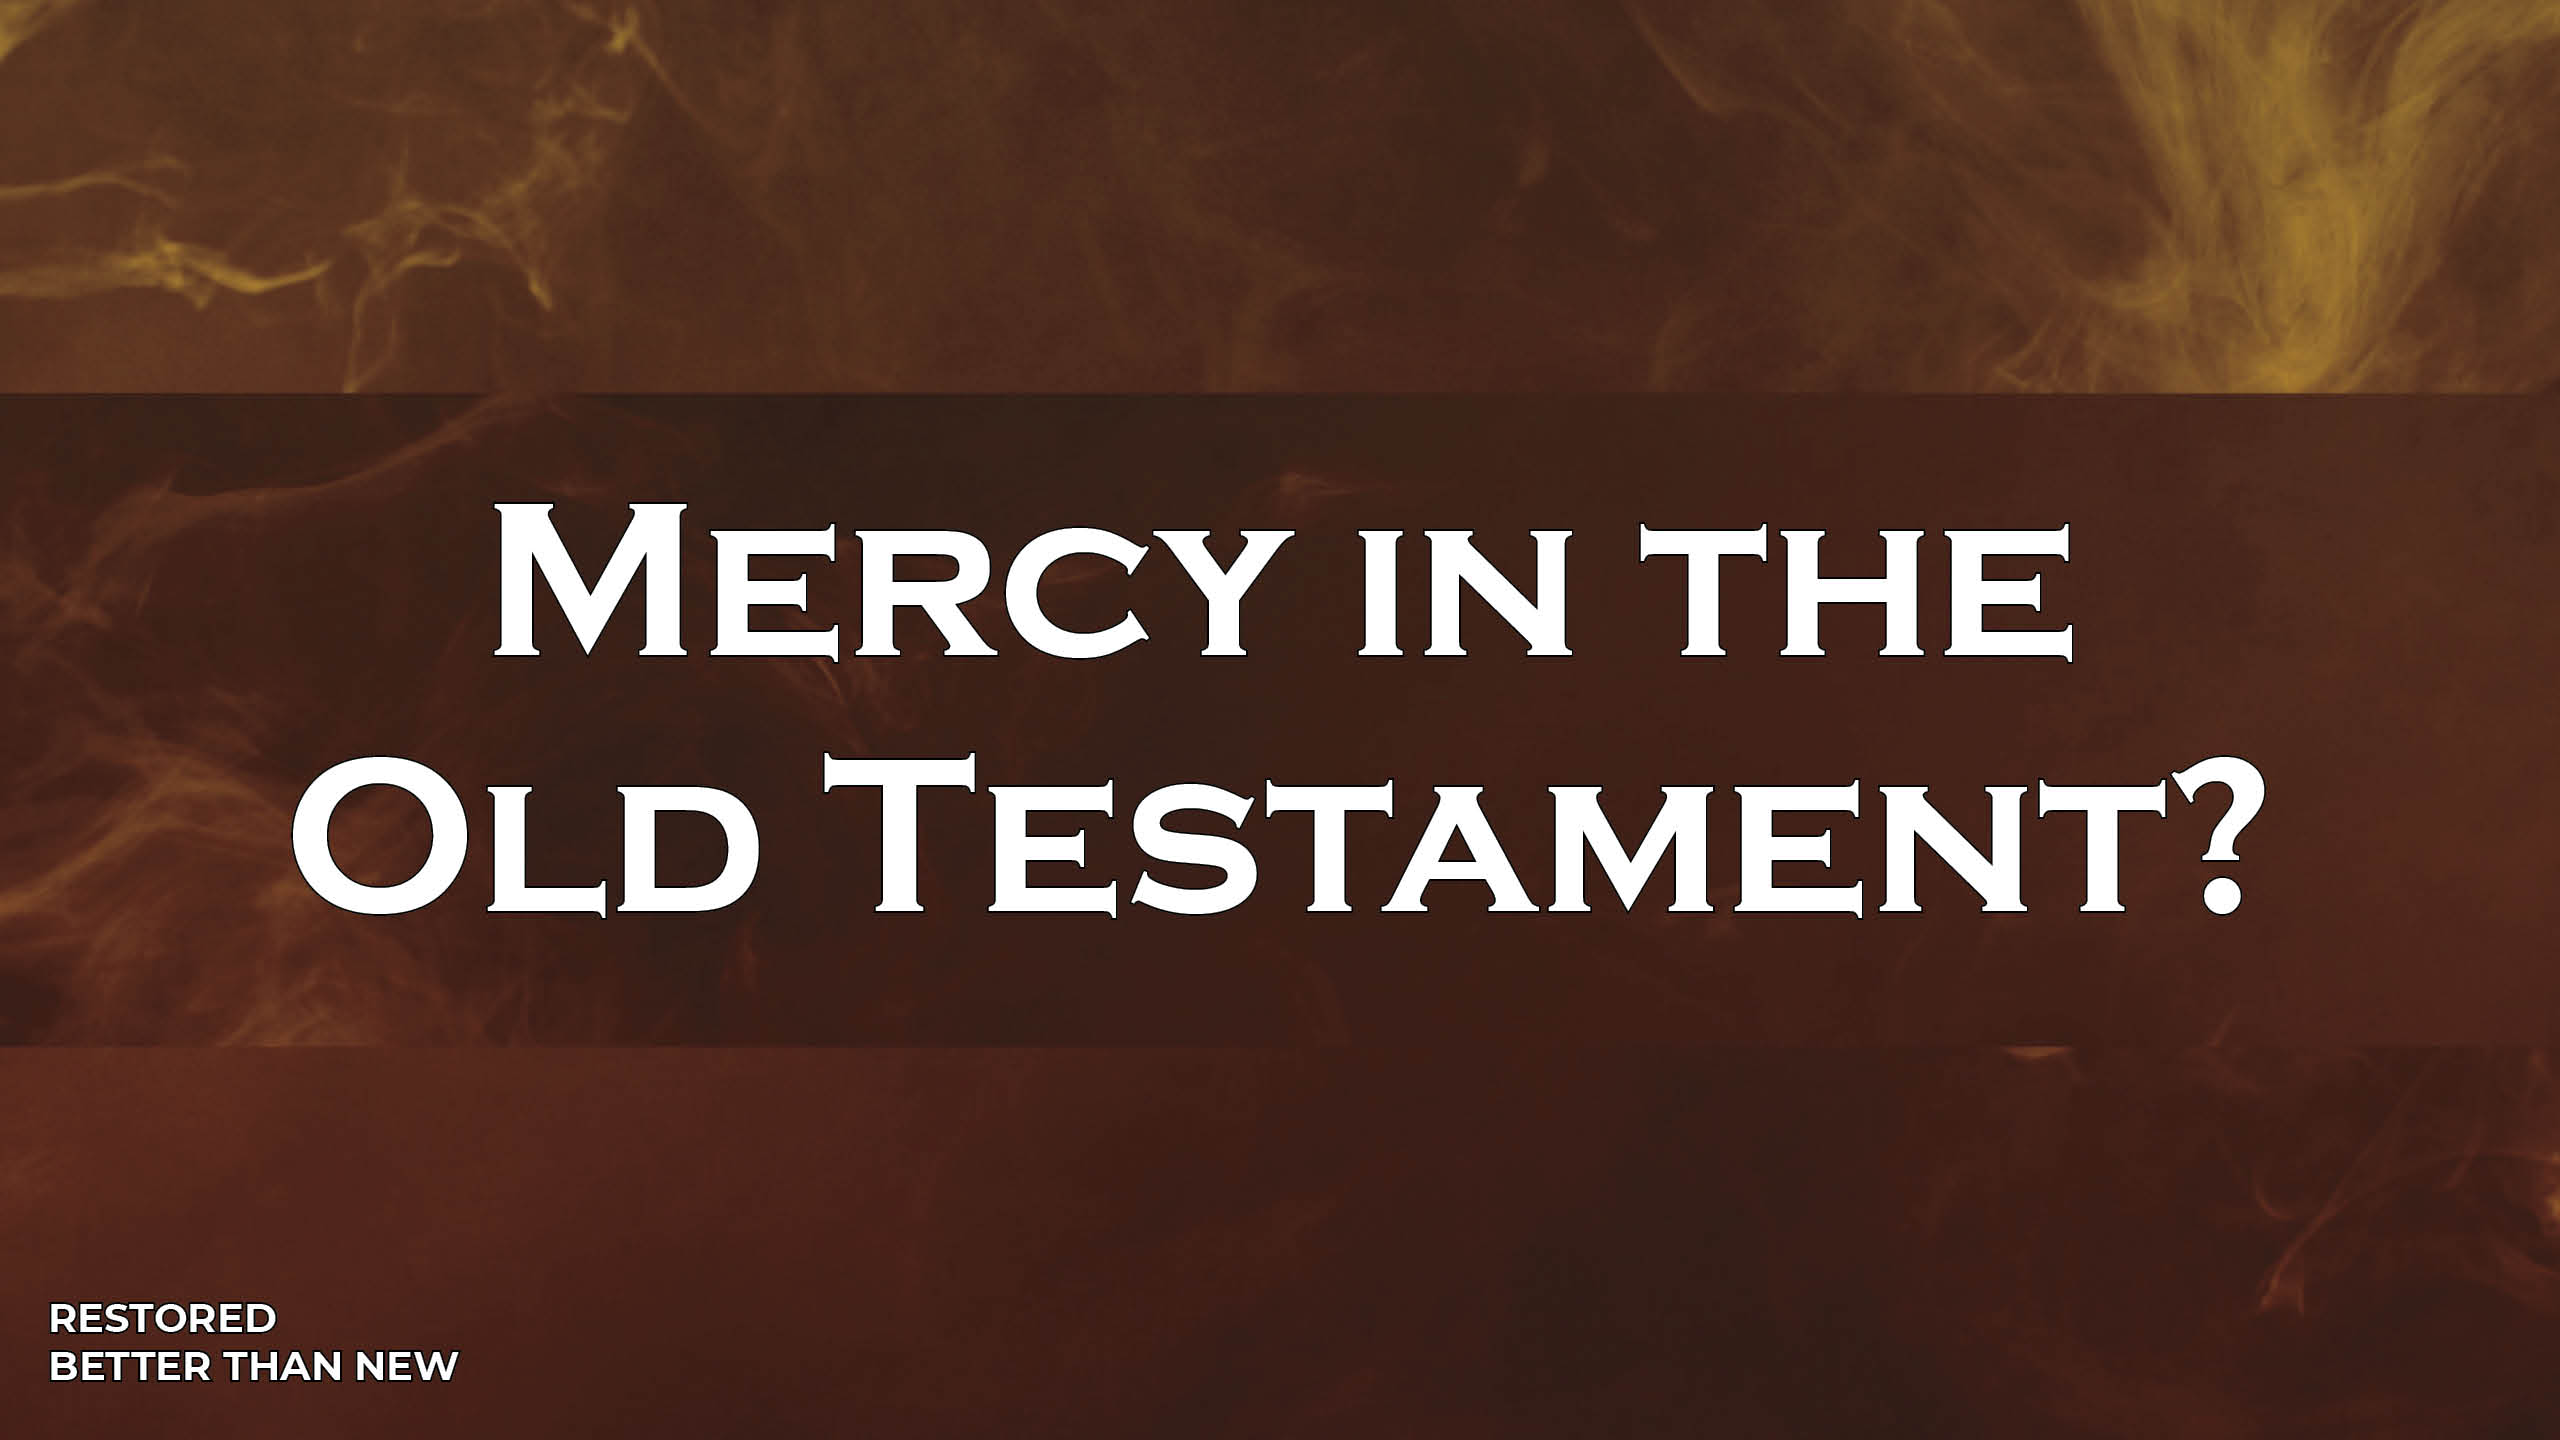 Mercy in the
Old Testament?
RESTORED
BETTER THAN NEW